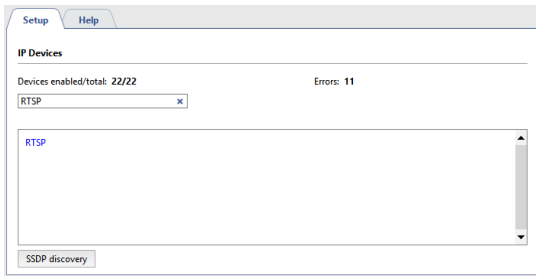 Setup Help
IP Devices
Devices enabled/total: 22/22 Errors: 11
RTSP
RTSP
SSDP discovery